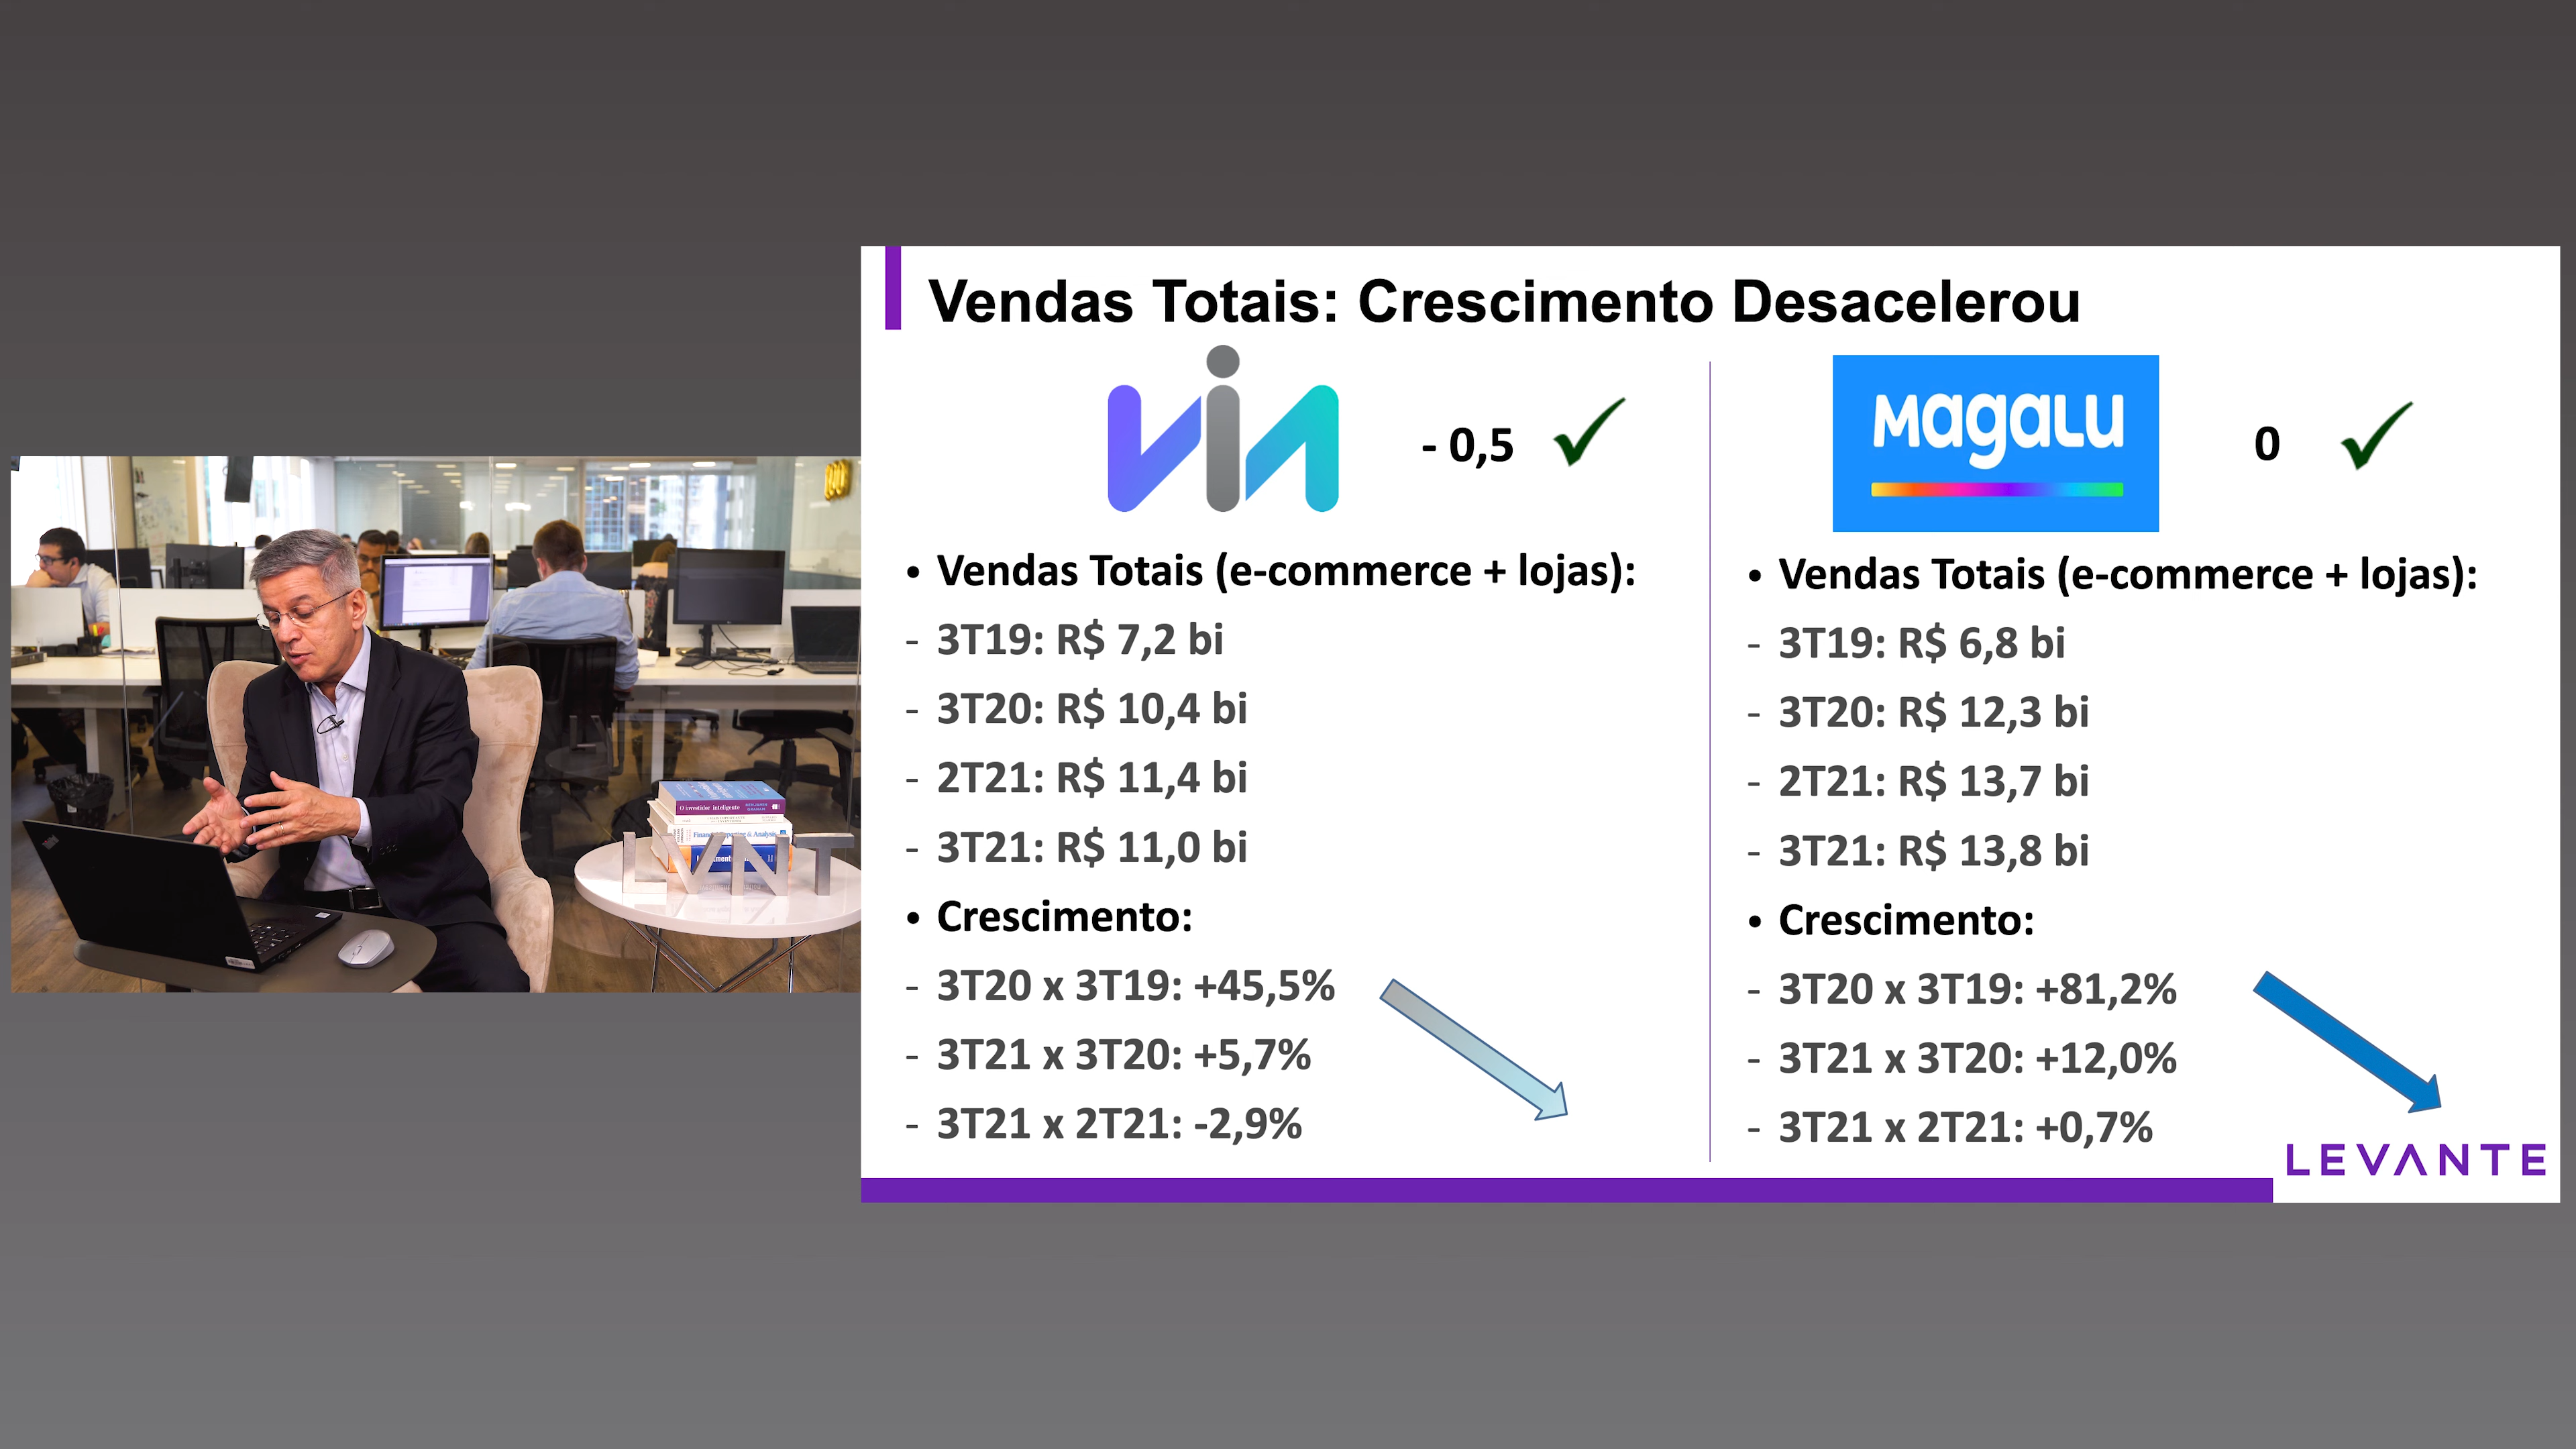 Vendas Totais: Crescimento Desacelerou
via
- 0,5
Magalu
0
• Vendas Totais (e-commerce + lojas):
- 3T19: R$ 7,2 bi
- 3T20: R$ 10,4 bi
- 2T21: R$ 11,4 bi
- 3T21: R$ 11,0 bi
• Crescimento:
- 3T20 x 3T19: +45,5%
- 3T21 x 3T20: +5,7%
- 3T21 x 2T21: -2,9%
• Vendas Totais (e-commerce + lojas):
- 3T19: R$ 6,8 bi
- 3T20: R$ 12,3 bi
- 2T21: R$ 13,7 bi
- 3T21: R$ 13,8 bi
• Crescimento:
- 3T20 x 3T19: +81,2%
- 3T21 x 3T20: +12,0%
- 3T21 x 2T21: +0,7%
LEVANTE
O investidor inteligente
LVNT